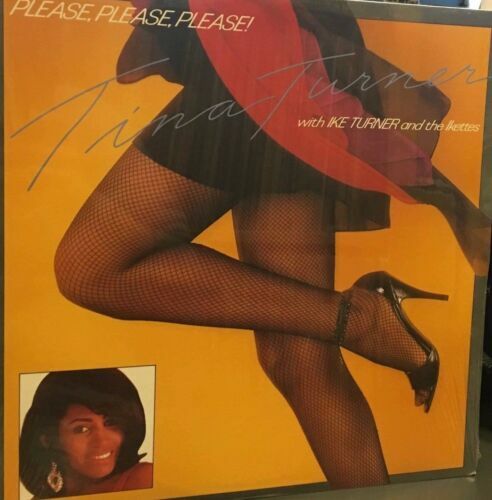 PLEASE, PLEASE, PLEASE!
Tina Turner
with IKE TURNER and the Ikettes